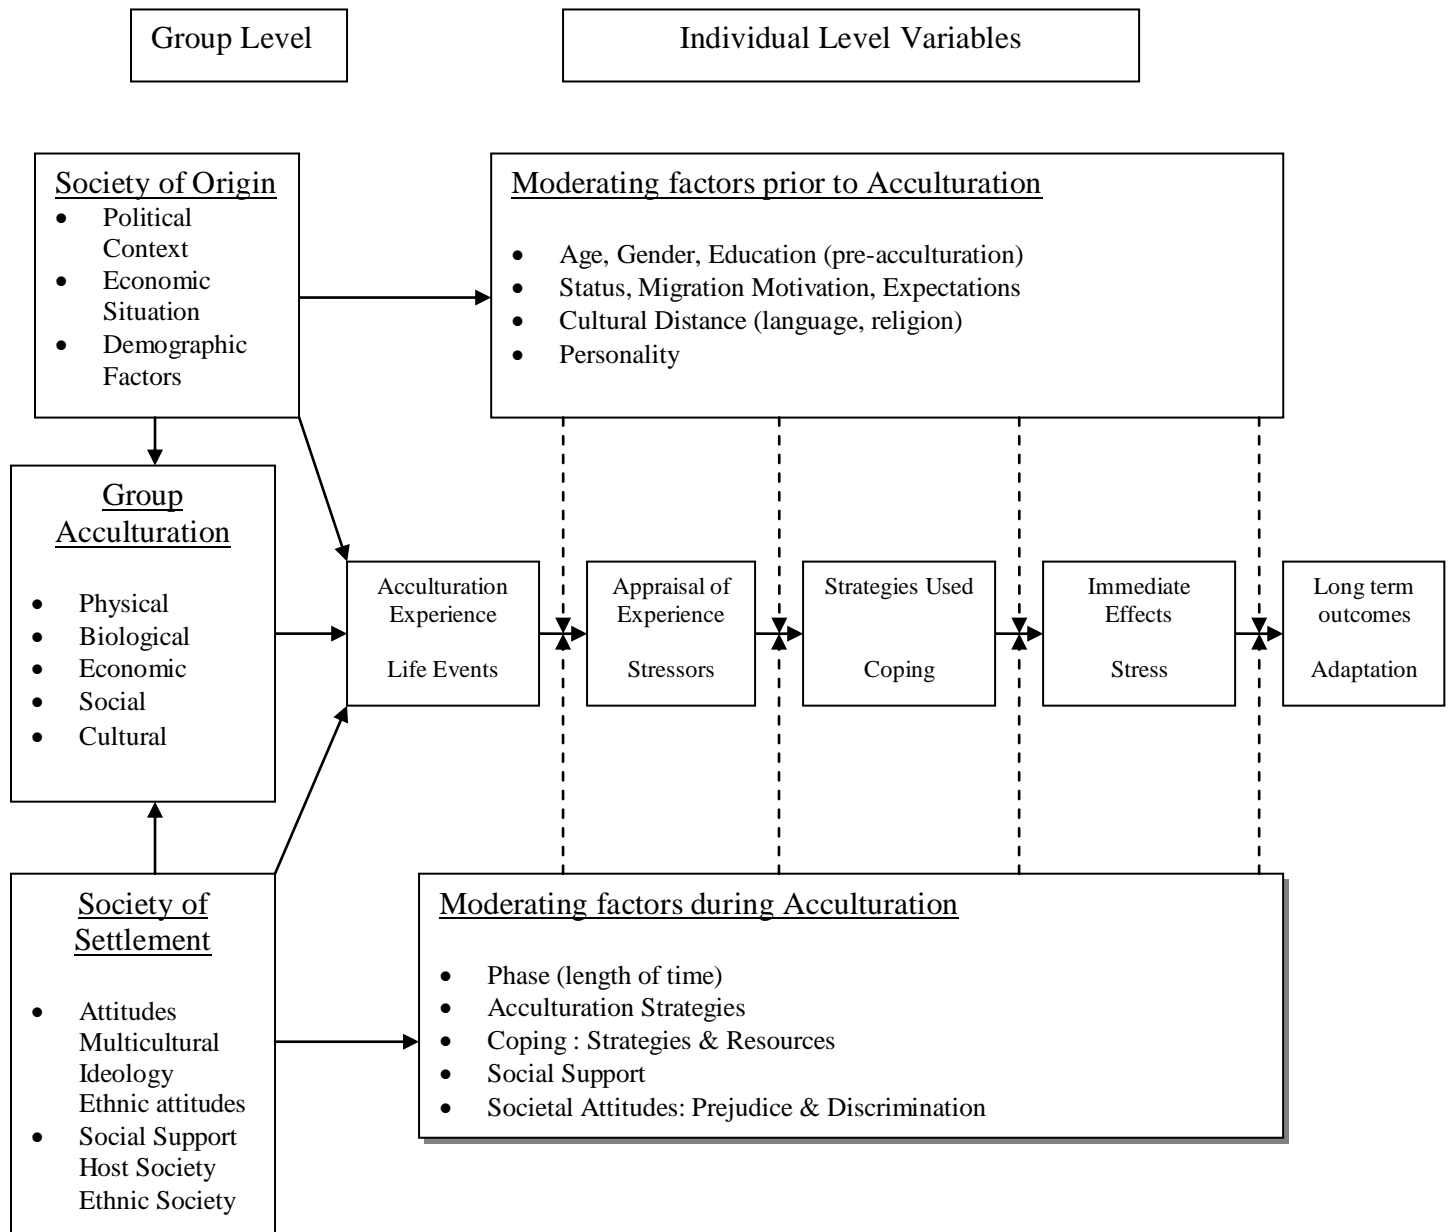 Group Level
Individual Level Variables
Society of Origin
• Political
Context
• Economic
Situation
• Demographic
Factors
Moderating factors prior to Acculturation
• Age, Gender, Education (pre-acculturation)
• Status, Migration Motivation, Expectations
• Cultural Distance (language, religion)
• Personality
Group
Acculturation
• Physical
• Biological
• Economic
• Social
• Cultural
Acculturation
Experience
Life Events
Appraisal of
Experience
Stressors
Strategies Used
Coping
Immediate
Effects
Stress
Long term
outcomes
Adaptation
Society of
Settlement
• Attitudes
Multicultural
Ideology
Ethnic attitudes
• Social Support
Host Society
Ethnic Society
Moderating factors during Acculturation
• Phase (length of time)
• Acculturation Strategies
• Coping : Strategies & Resources
• Social Support
• Societal Attitudes: Prejudice & Discrimination